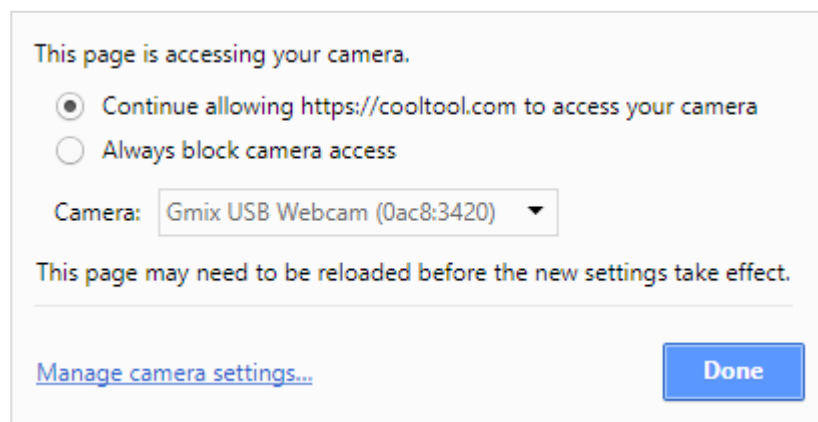 This page is accessing your camera.
Continue allowing https://cooltool.com to access your camera
Always block camera access
Camera: Gmix USB Webcam (0ac8:3420)
This page may need to be reloaded before the new settings take effect.
Manage camera settings...
Done